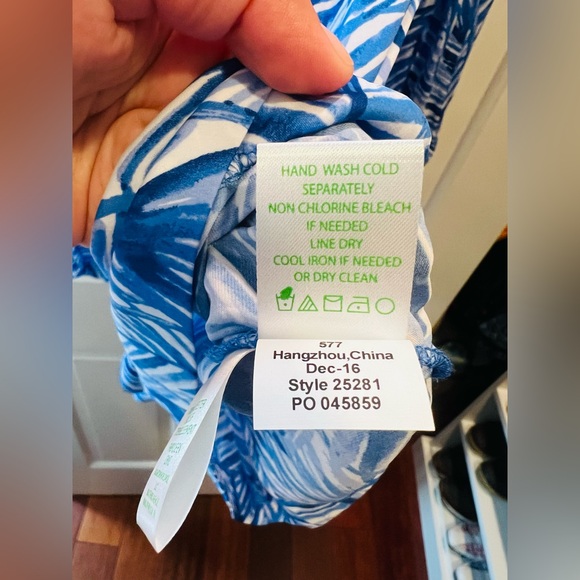 HAND WASH COLD
SEPARATELY
NON CHLORINE BLEACH
IF NEEDED
LINE DRY
COOL IRON IF NEEDED
OR DRY CLEAN
577
Hangzhou,China
Dec-16
Style 25281
PO 045859